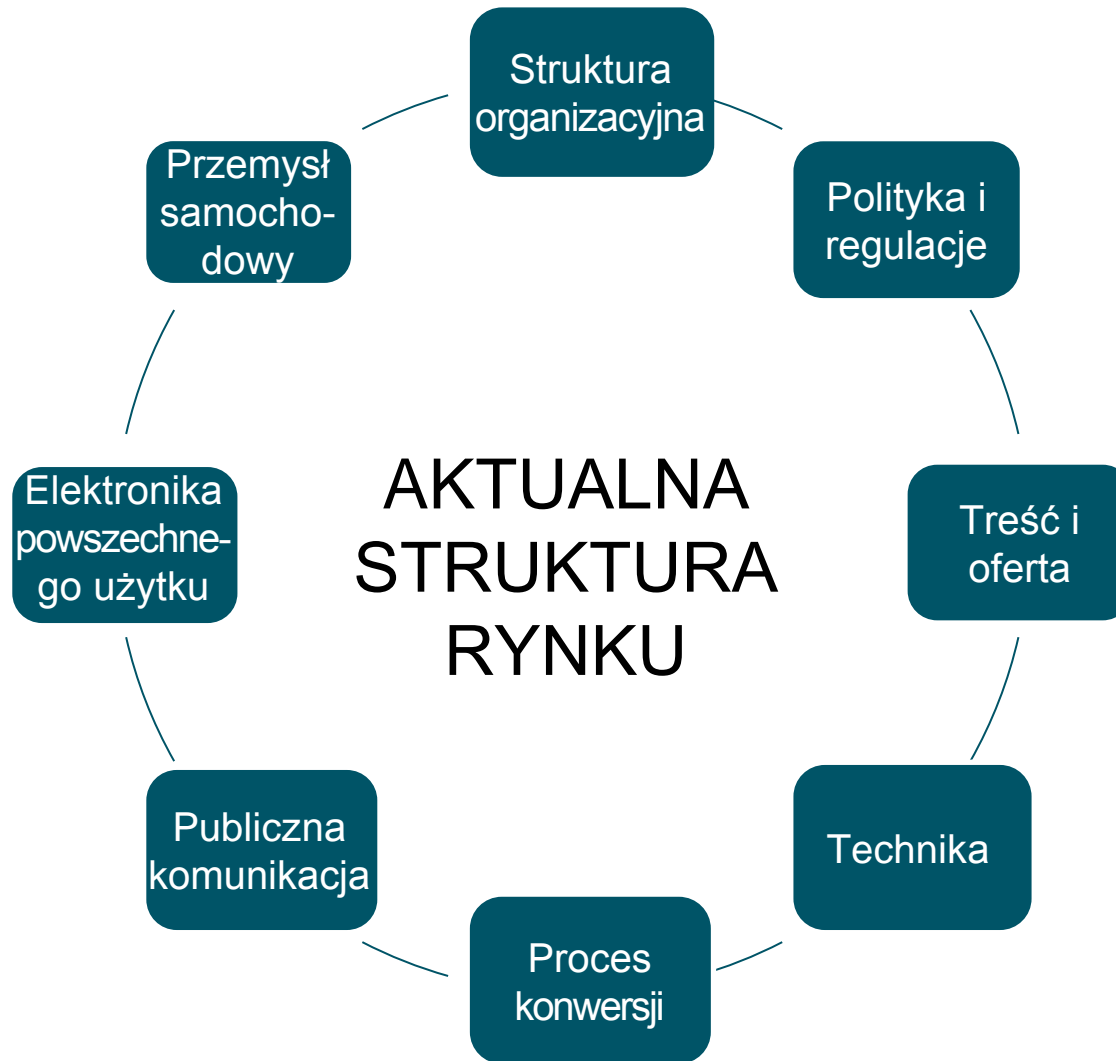 Struktura
organizacyjna
Polityka i
regulacje
Treść i
oferta
Technika
Proces
konwersji
Publiczna
komunikacja
Elektronika
powszechne-
go użytku
Przemysł
samocho-
dowy
AKTUALNA
STRUKTURA
RYNKU